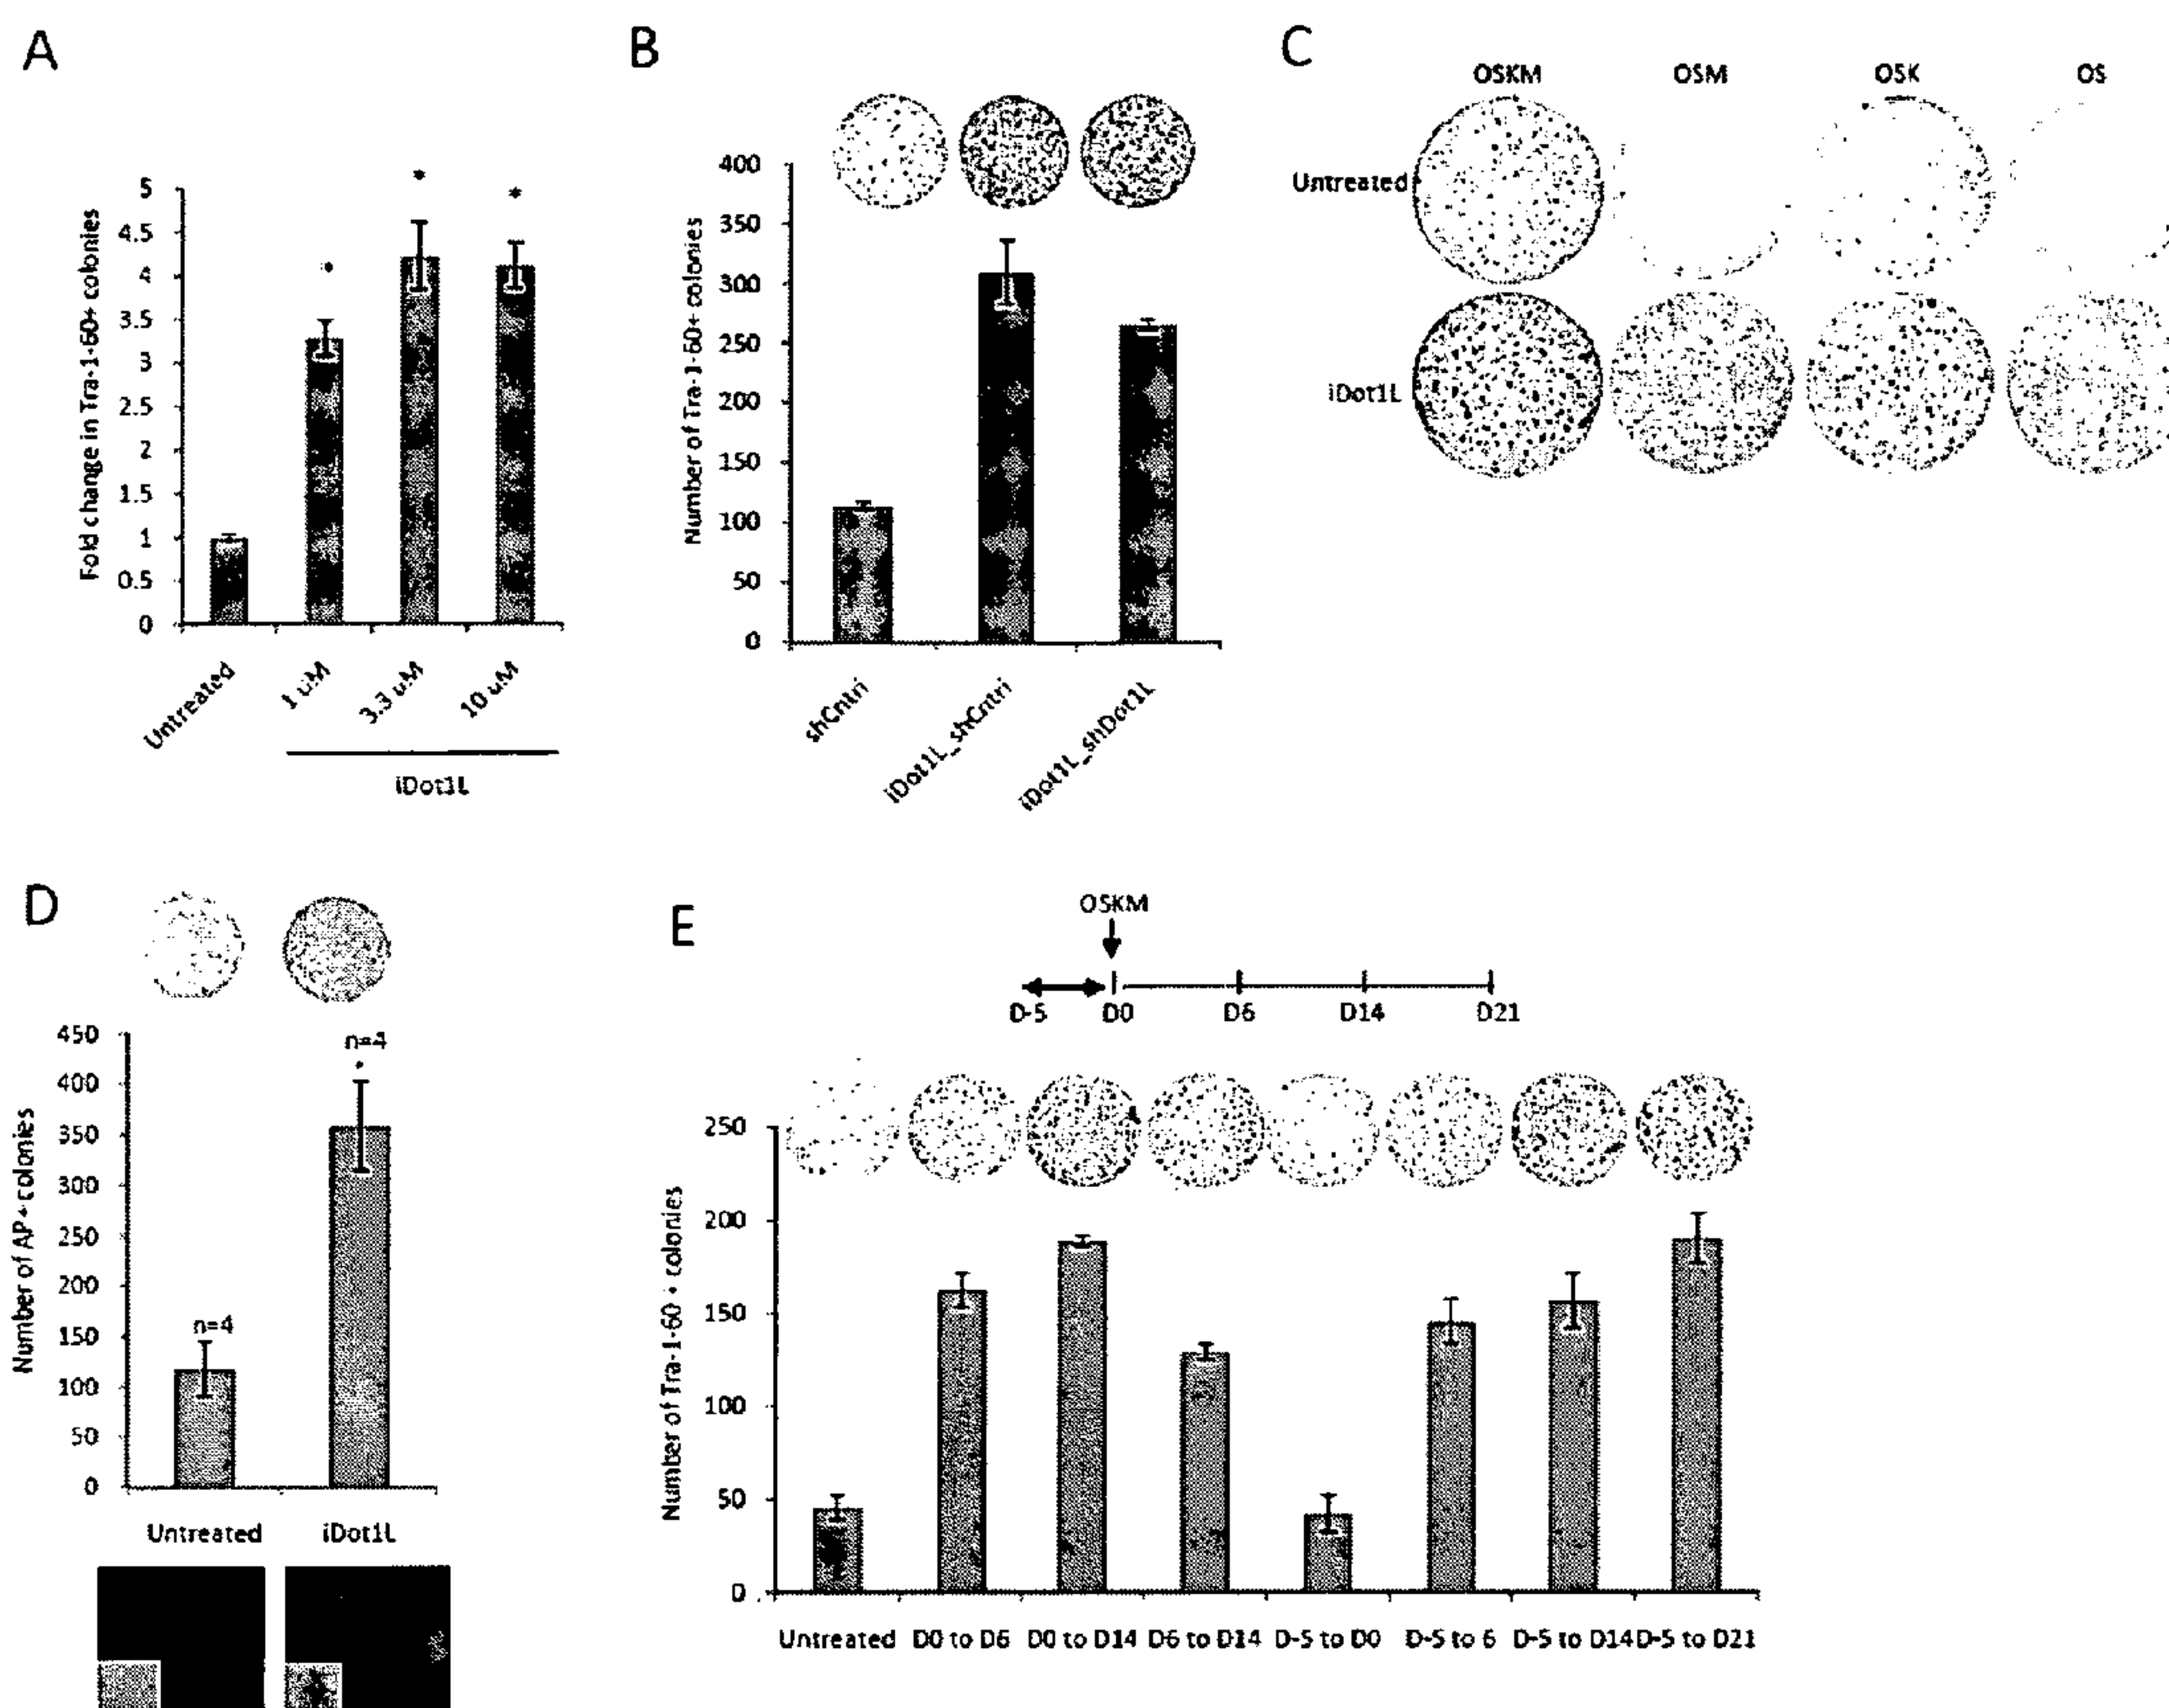 A
Fold change in Tra-1-60+ colonies
5
4.5
4
3.5
3
2.5
2
1.5
1
0.5
0
*
*
*
Untreated
1 uM
3.3 uM
10 uM
iDot1L
B
Number of Tra-1-60+ colonies
400
350
300
250
200
150
100
50
0
shCntrl
iDot1L_shCntrl
iDot1L_shDot1L
C
OSKM OSM OSK OS
Untreated
iDot1L
D
Number of AP+ colonies
450
400
350
300
250
200
150
100
50
0
n=4
n=4
*
Untreated iDot1L
E
OSKM
D-5 D0 D6 D14 D21
Number of Tra-1-60+ colonies
250
200
150
100
50
0
Untreated D0 to D6 D0 to D14 D6 to D14 D-5 to D0 D-5 to 6 D-5 to D14 D-5 to D21